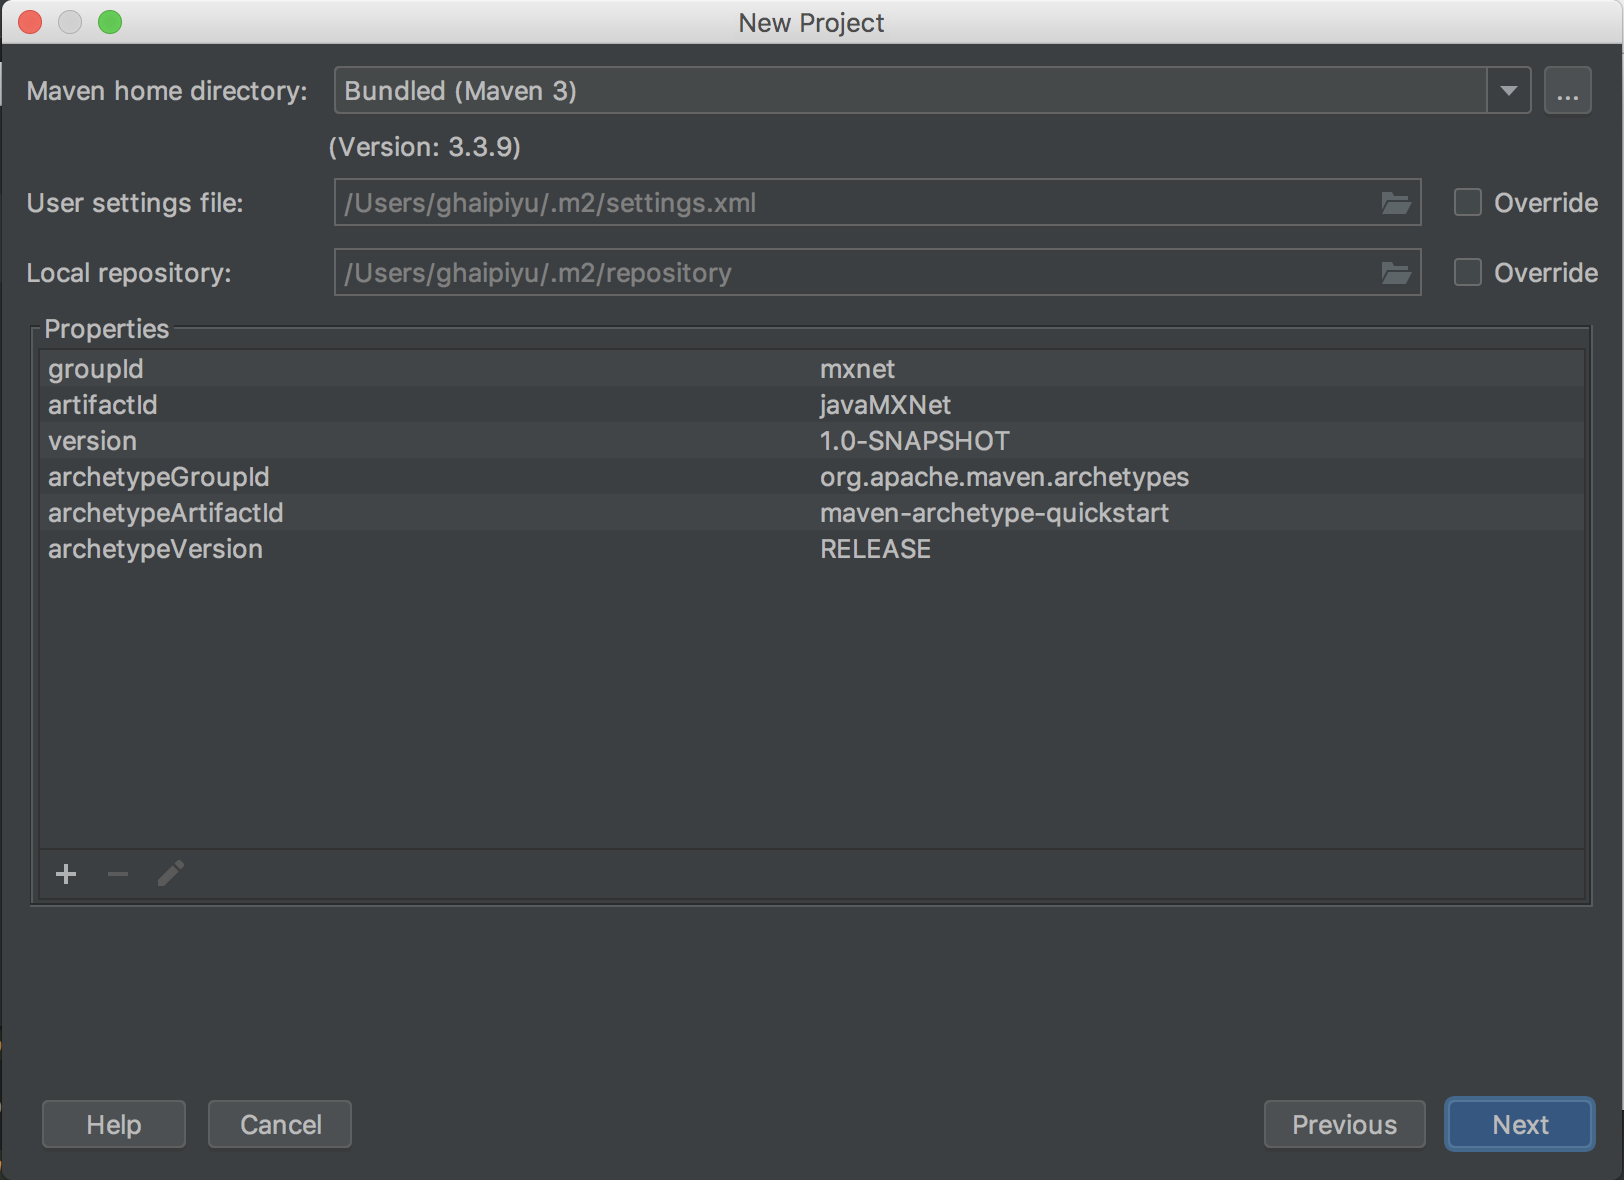 New Project
Maven home directory: Bundled (Maven 3) ...
(Version: 3.3.9)
User settings file: /Users/ghaipiyu/.m2/settings.xml Override
Local repository: /Users/ghaipiyu/.m2/repository Override
Properties
groupId mxnet
artifactId javaMXNet
version 1.0-SNAPSHOT
archetypeGroupId org.apache.maven.archetypes
archetypeArtifactId maven-archetype-quickstart
archetypeVersion RELEASE
Help Cancel Previous Next